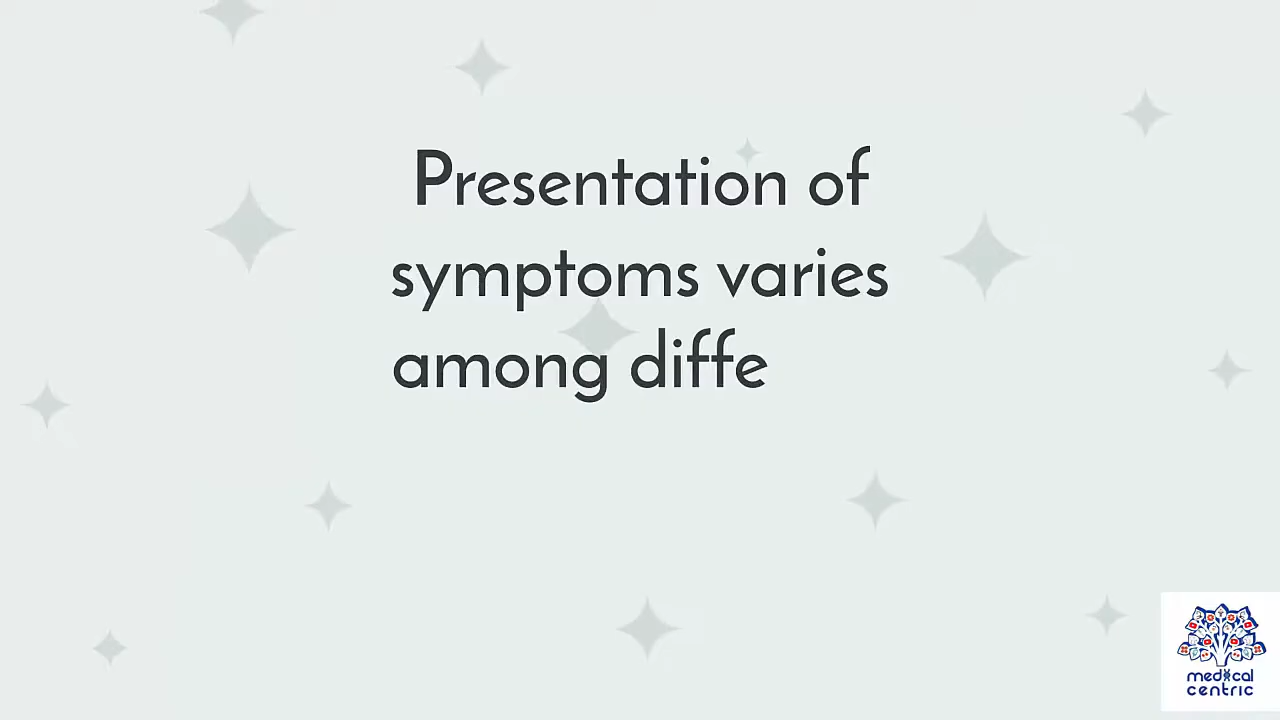 Presentation of
symptoms varies
among diffe
medical
centric